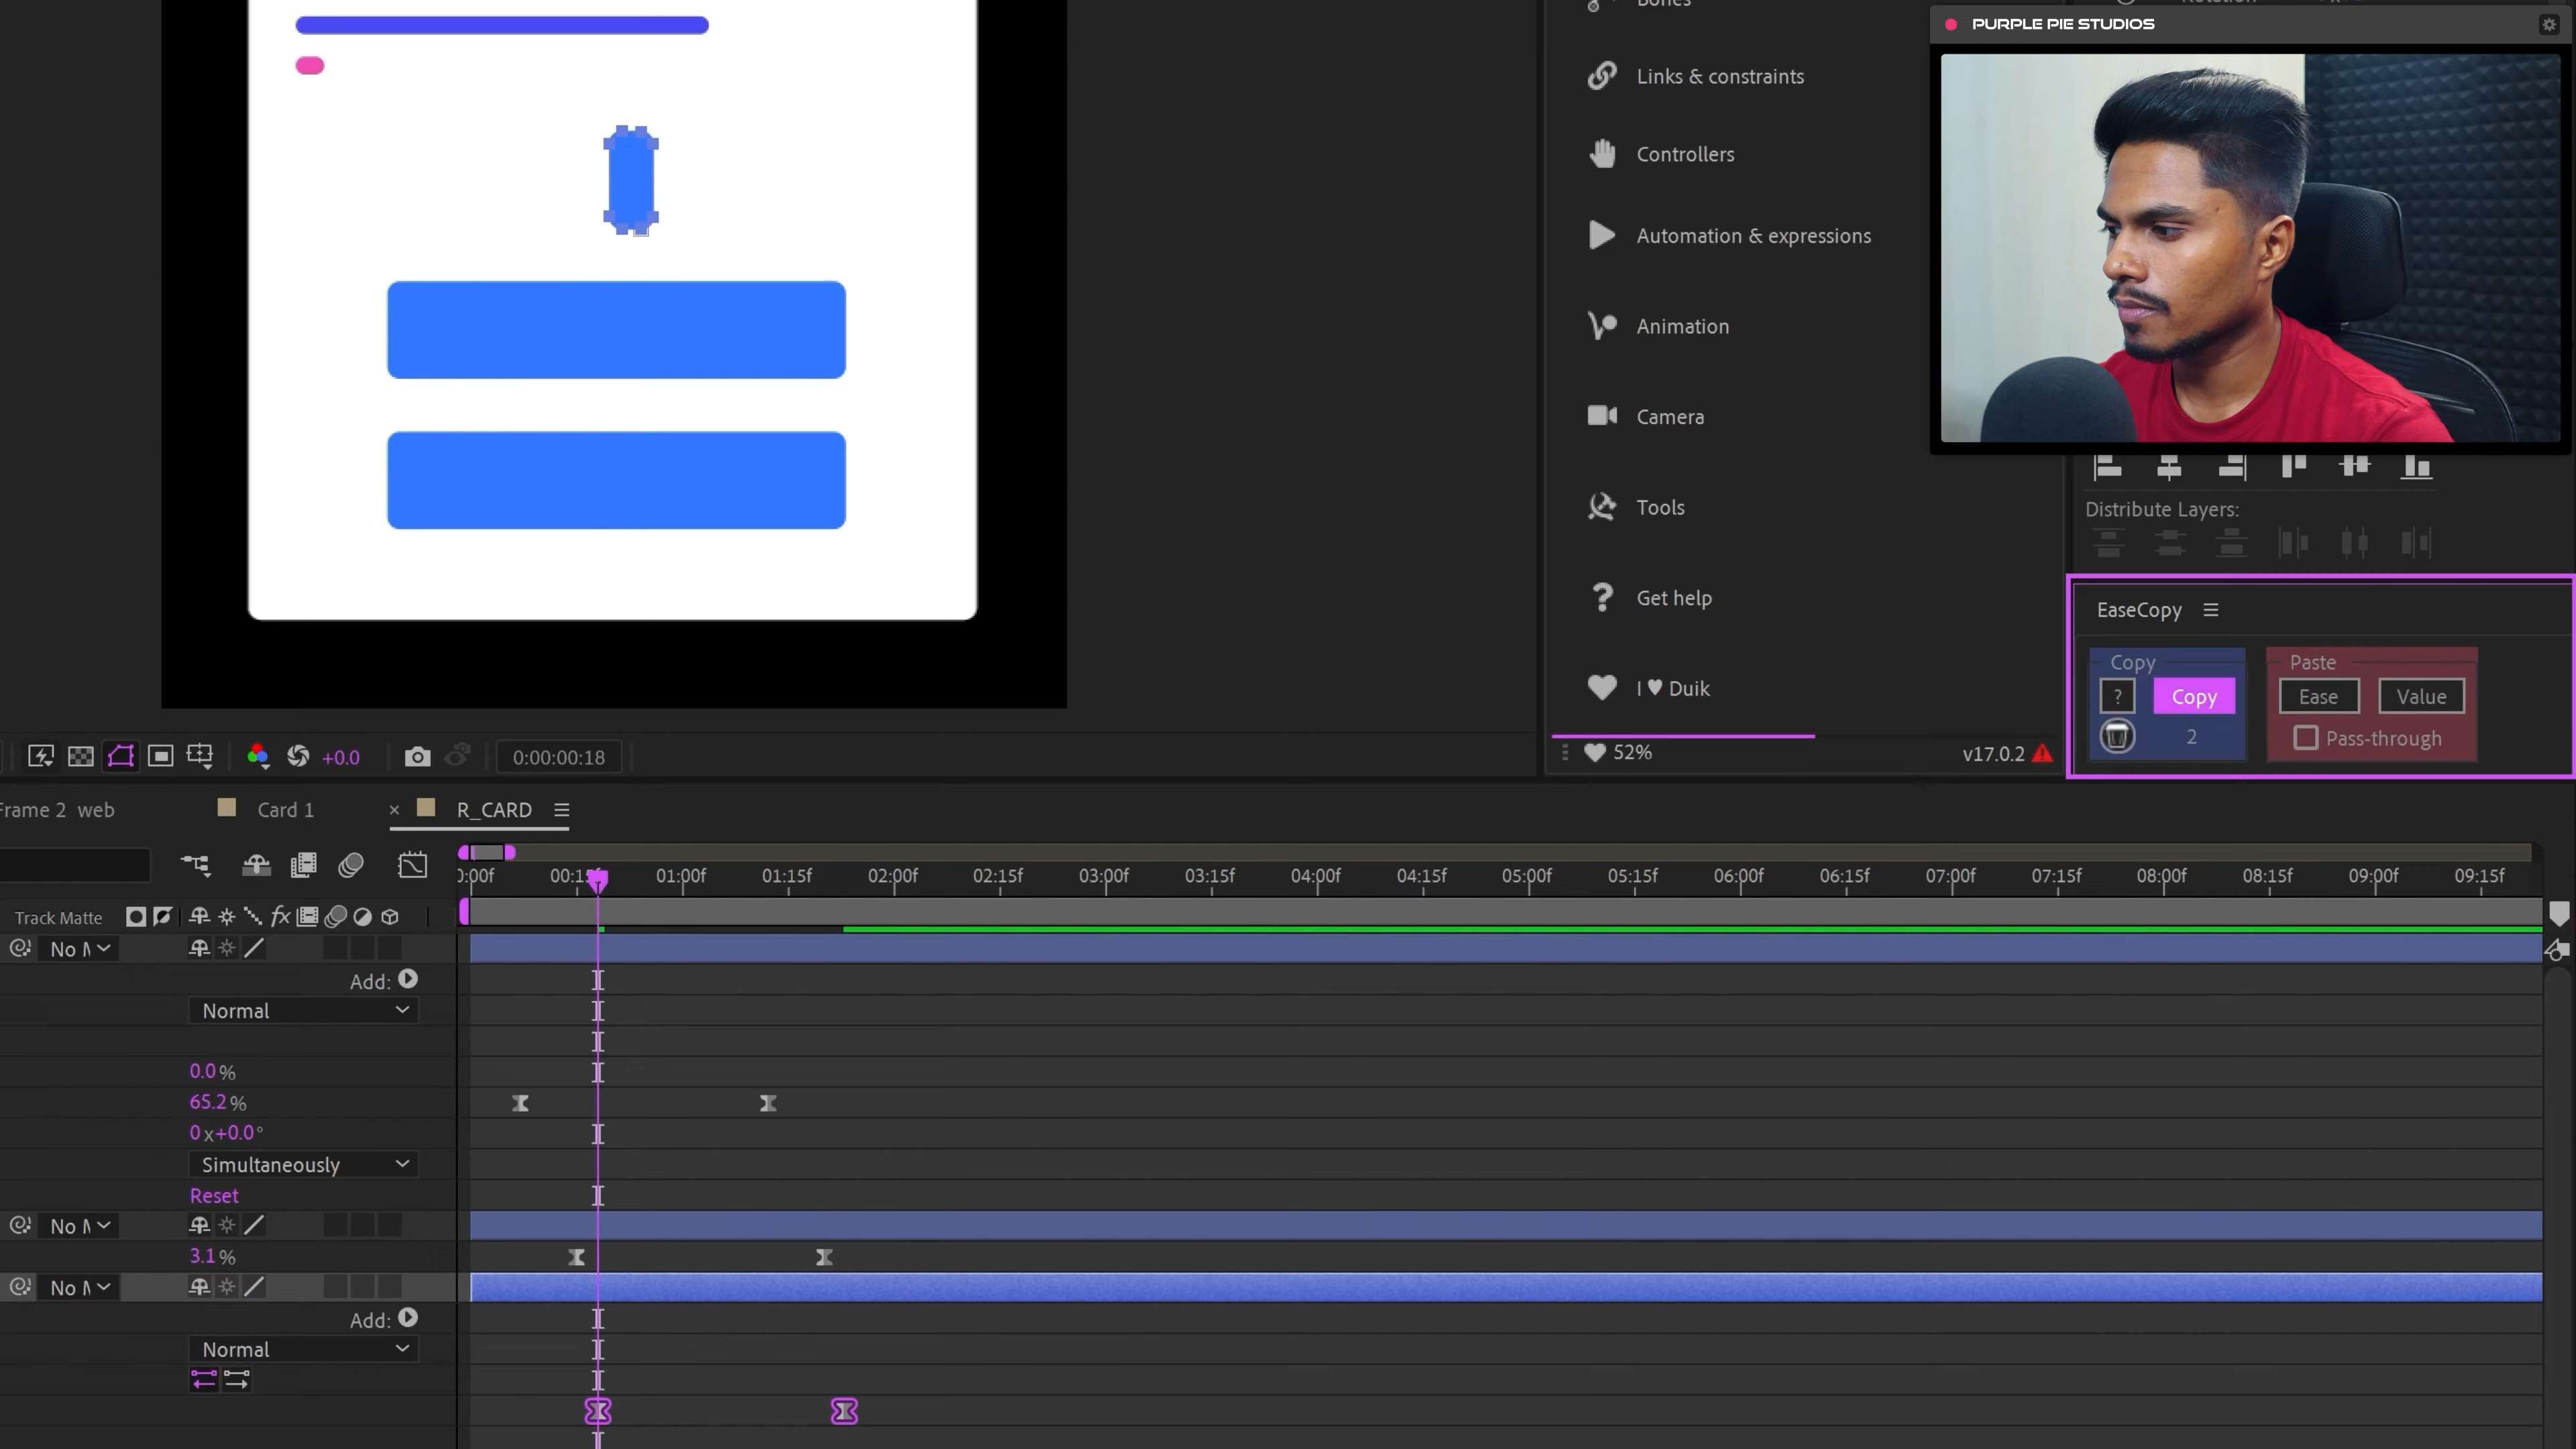 Bones
Rotation
PURPLE PIE STUDIOS
Links & constraints
Controllers
Automation & expressions
Animation
Camera
Tools
Get help
I ♥ Duik
52%
v17.0.2
Distribute Layers:
EaseCopy
Copy
Paste
?
Copy
Ease
Value
2
Pass-through
+0.0
0:00:00:18
Frame 2 web
Card 1
× R_CARD
0:00f 00:15f 01:00f 01:15f 02:00f 02:15f 03:00f 03:15f 04:00f 04:15f 05:00f 05:15f 06:00f 06:15f 07:00f 07:15f 08:00f 08:15f 09:00f 09:15f
Track Matte
fx
No M
Add:
Normal
0.0%
65.2%
0x+0.0°
Simultaneously
Reset
No M
3.1%
No M
Add:
Normal